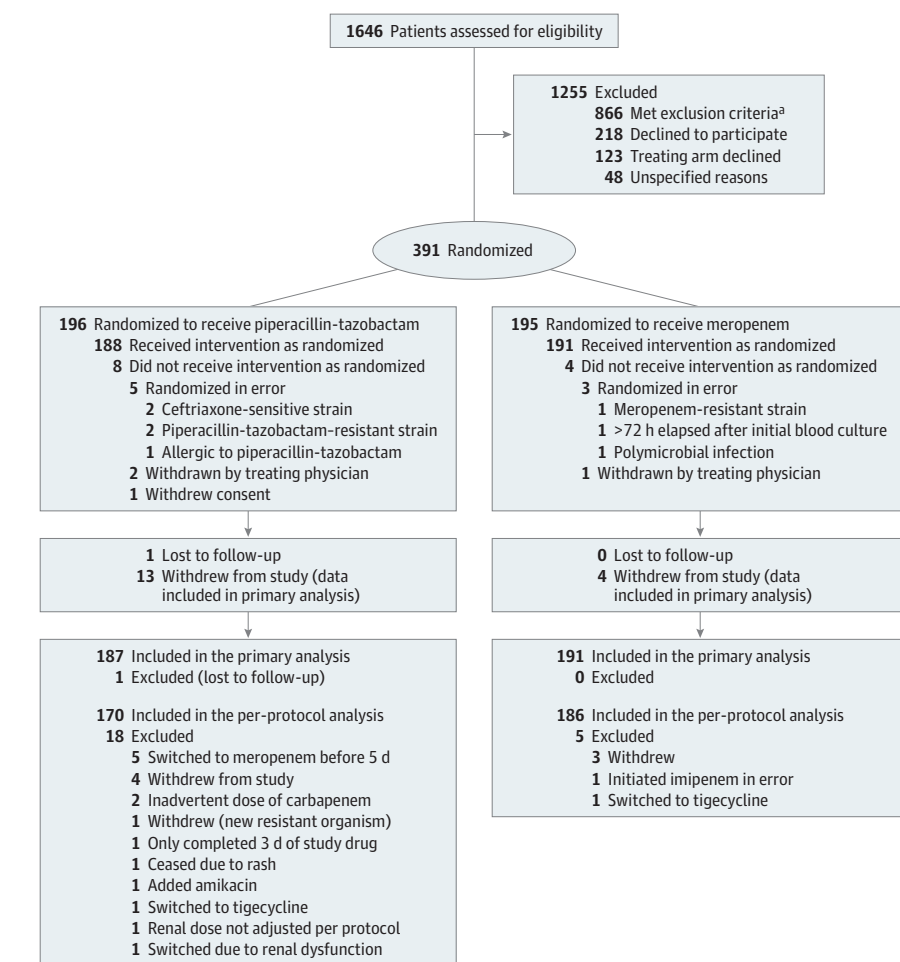 1646 Patients assessed for eligibility
1255 Excluded
866 Met exclusion criteriaa
218 Declined to participate
123 Treating arm declined
48 Unspecified reasons
391 Randomized
196 Randomized to receive piperacillin-tazobactam
188 Received intervention as randomized
8 Did not receive intervention as randomized
5 Randomized in error
2 Ceftriaxone-sensitive strain
2 Piperacillin-tazobactam-resistant strain
1 Allergic to piperacillin-tazobactam
2 Withdrawn by treating physician
1 Withdrew consent
195 Randomized to receive meropenem
191 Received intervention as randomized
4 Did not receive intervention as randomized
3 Randomized in error
1 Meropenem-resistant strain
1 >72 h elapsed after initial blood culture
1 Polymicrobial infection
1 Withdrawn by treating physician
1 Lost to follow-up
13 Withdrew from study (data
included in primary analysis)
0 Lost to follow-up
4 Withdrew from study (data
included in primary analysis)
187 Included in the primary analysis
1 Excluded (lost to follow-up)
170 Included in the per-protocol analysis
18 Excluded
5 Switched to meropenem before 5 d
4 Withdrew from study
2 Inadvertent dose of carbapenem
1 Withdrew (new resistant organism)
1 Only completed 3 d of study drug
1 Ceased due to rash
1 Added amikacin
1 Switched to tigecycline
1 Renal dose not adjusted per protocol
1 Switched due to renal dysfunction
191 Included in the primary analysis
0 Excluded
186 Included in the per-protocol analysis
5 Excluded
3 Withdrew
1 Initiated imipenem in error
1 Switched to tigecycline